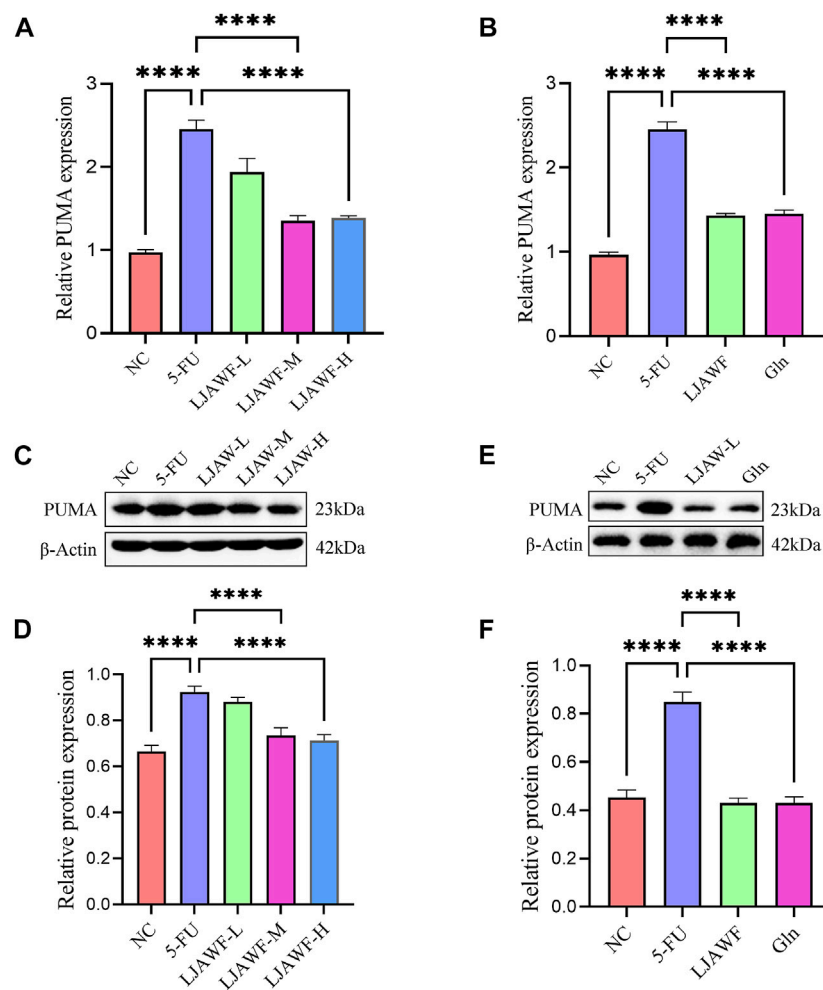 A
****
****
****
Relative PUMA expression
3
2
1
0
NC
5-FU
LJAWF-L
LJAWF-M
LJAWF-H
B
****
****
****
Relative PUMA expression
3
2
1
0
NC
5-FU
LJAWF
Gln
C
NC
5-FU
LJAW-L
LJAW-M
LJAW-H
PUMA
23kDa
β-Actin
42kDa
E
NC
5-FU
LJAW-L
Gln
PUMA
23kDa
β-Actin
42kDa
D
****
****
****
Relative protein expression
1.0
0.8
0.6
0.4
0.2
0.0
NC
5-FU
LJAWF-L
LJAWF-M
LJAWF-H
F
****
****
****
Relative protein expression
1.0
0.8
0.6
0.4
0.2
0.0
NC
5-FU
LJAWF
Gln